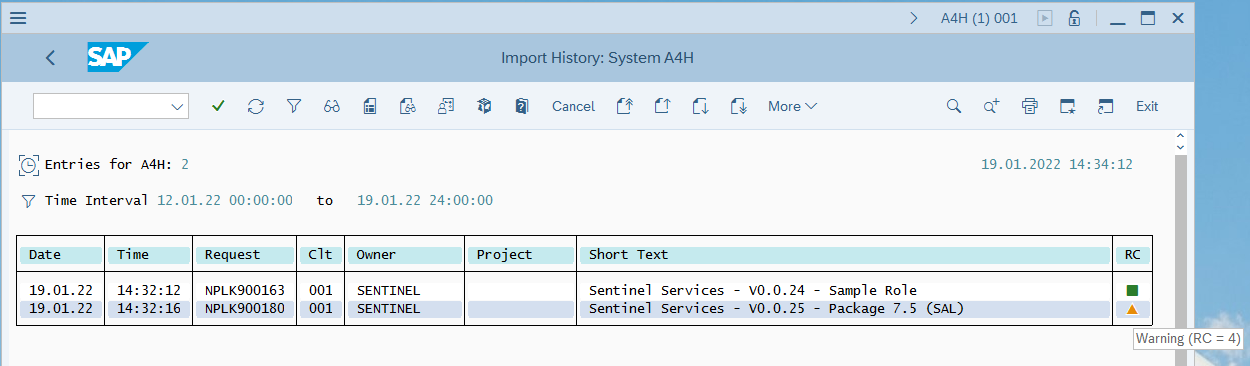 A4H (1) 001
SAP
Import History: System A4H
Cancel
More
Exit
Entries for A4H: 2
19.01.2022 14:34:12
Time Interval 12.01.22 00:00:00 to 19.01.22 24:00:00
Date Time Request Clt Owner Project Short Text RC
19.01.22 14:32:12 NPLK900163 001 SENTINEL Sentinel Services - V0.0.24 - Sample Role
19.01.22 14:32:16 NPLK900180 001 SENTINEL Sentinel Services - V0.0.25 - Package 7.5 (SAL)
Warning (RC = 4)